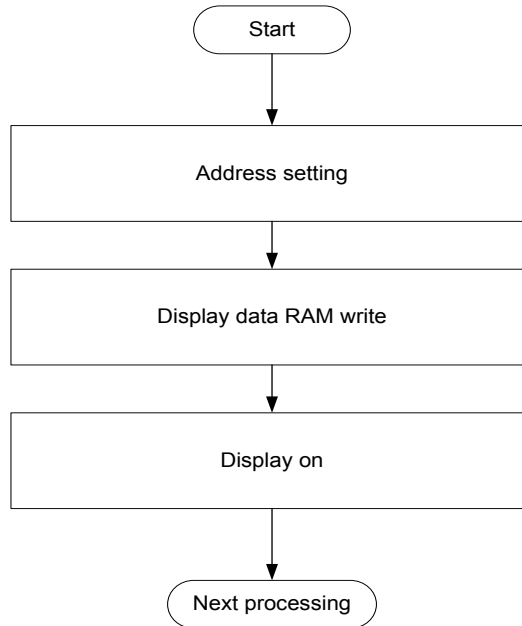 Start
Address setting
Display data RAM write
Display on
Next processing